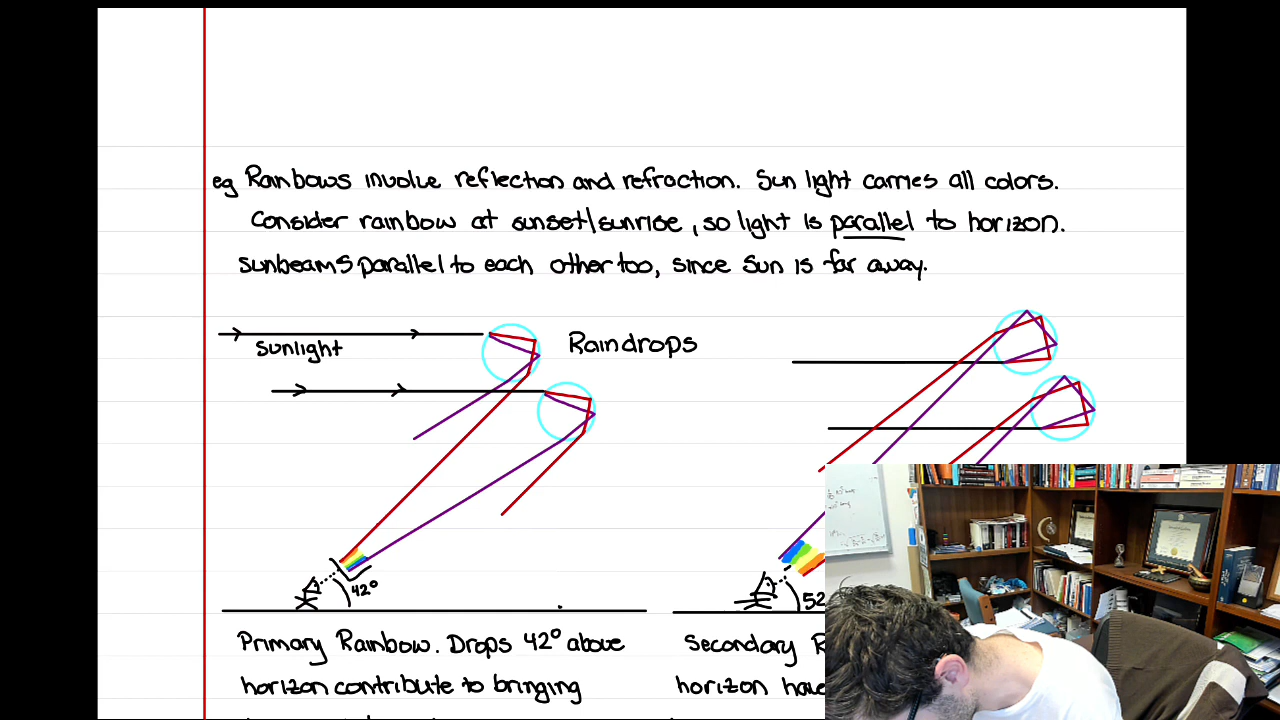 eg Rainbows involve reflection and refraction. Sun light carries all colors.
Consider rainbow at sunset/sunrise, so light is parallel to horizon.
Sunbeams parallel to each other too, since Sun is far away.
Sunlight
Raindrops
42°
52
Primary Rainbow. Drops 42° above
horizon contribute to bringing
Secondary
horizon have